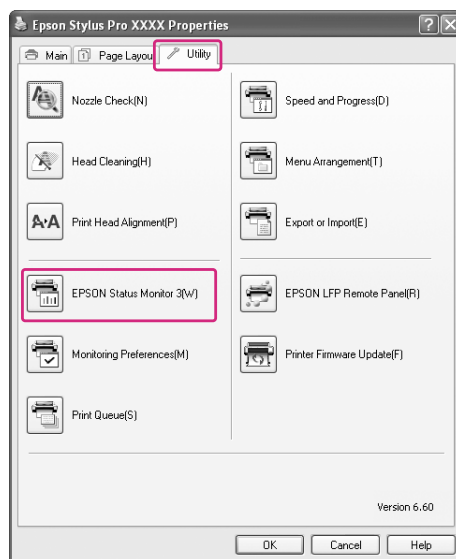 Epson Stylus Pro XXXX Properties
Main
Page Layou
Utility
Nozzle Check(N)
Head Cleaning(H)
Print Head Alignment(P)
EPSON Status Monitor 3(W)
Monitoring Preferences(M)
Print Queue(S)
Speed and Progress(D)
Menu Arrangement(T)
Export or Import(E)
EPSON LFP Remote Panel(R)
Printer Firmware Update(F)
Version 6.60
OK
Cancel
Help